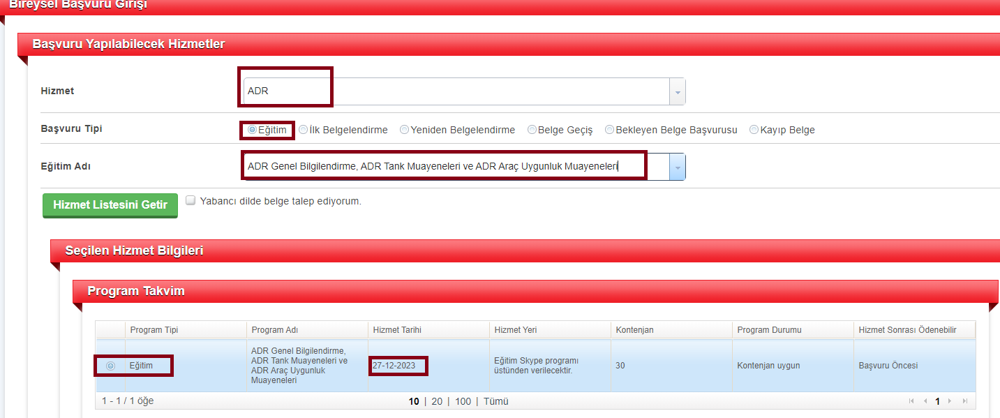 Bireysel Başvuru Girişi
Başvuru Yapılabilecek Hizmetler
Hizmet
ADR
Başvuru Tipi
Eğitim İlk Belgelendirme Yeniden Belgelendirme Belge Geçiş Bekleyen Belge Başvurusu Kayıp Belge
Eğitim Adı
ADR Genel Bilgilendirme, ADR Tank Muayeneleri ve ADR Araç Uygunluk Muayeneleri
Hizmet Listesini Getir
Yabancı dilde belge talep ediyorum.
Seçilen Hizmet Bilgileri
Program Takvim
Program Tipi Program Adı Hizmet Tarihi Hizmet Yeri Kontenjan Program Durumu Hizmet Sonrası Ödenebilir
Eğitim
ADR Genel Bilgilendirme,
ADR Tank Muayeneleri ve
ADR Araç Uygunluk
Muayeneleri
27-12-2023
Eğitim Skype programı
üstünden verilecektir.
30
Kontenjan uygun
Başvuru Öncesi
1 - 1 / 1 öğe
10 | 20 | 100 | Tümü
1